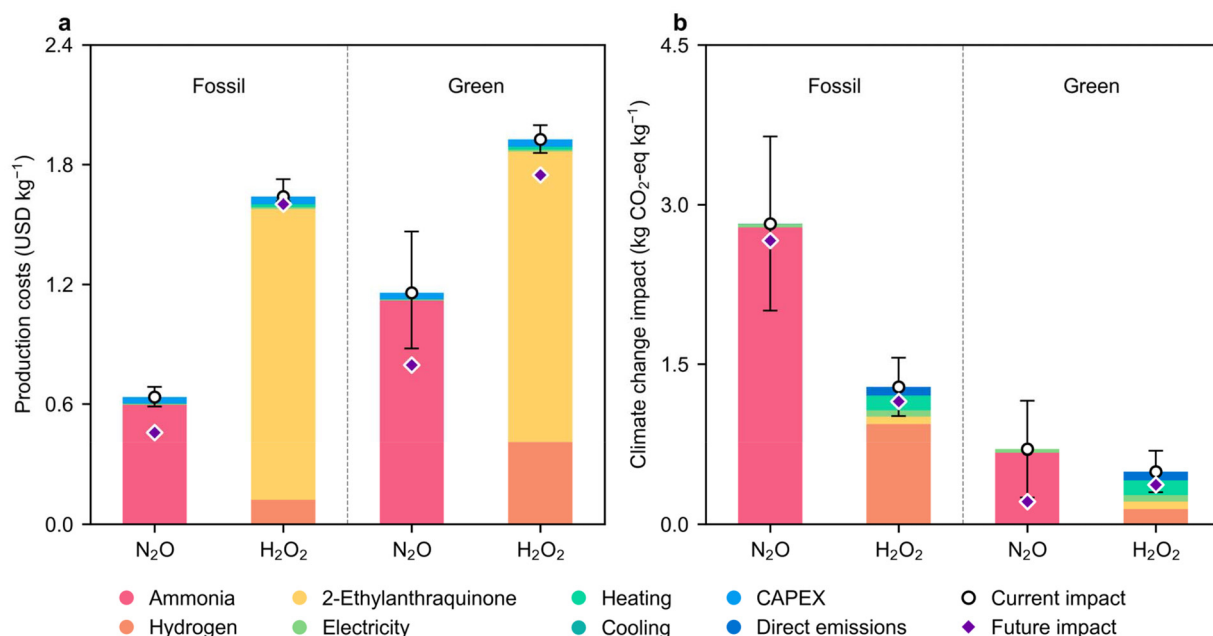 a
Production costs (USD kg⁻¹)
2.4
1.8
1.2
0.6
0.0
Fossil
Green
N₂O
H₂O₂
N₂O
H₂O₂
b
Climate change impact (kg CO₂-eq kg⁻¹)
4.5
3.0
1.5
0.0
Fossil
Green
N₂O
H₂O₂
N₂O
H₂O₂
Ammonia
2-Ethylanthraquinone
Heating
CAPEX
Current impact
Hydrogen
Electricity
Cooling
Direct emissions
Future impact